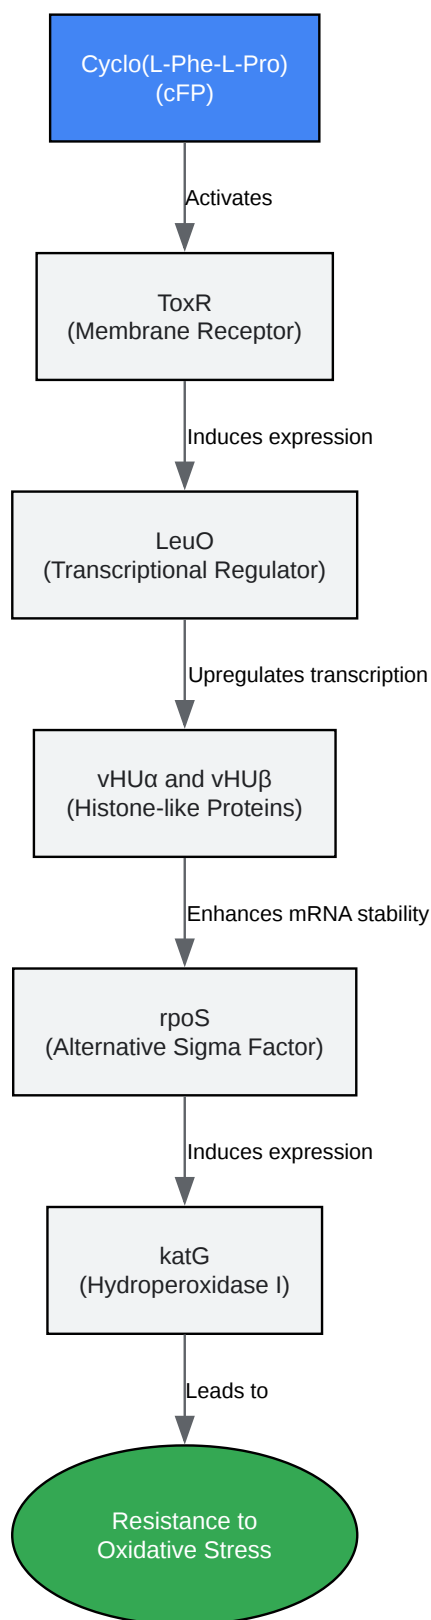 Cyclo(L-Phe-L-Pro)
(cFP)
Activates
ToxR
(Membrane Receptor)
Induces expression
LeuO
(Transcriptional Regulator)
Upregulates transcription
vHUα and vHUβ
(Histone-like Proteins)
Enhances mRNA stability
rpoS
(Alternative Sigma Factor)
Induces expression
katG
(Hydroperoxidase I)
Leads to
Resistance to
Oxidative Stress